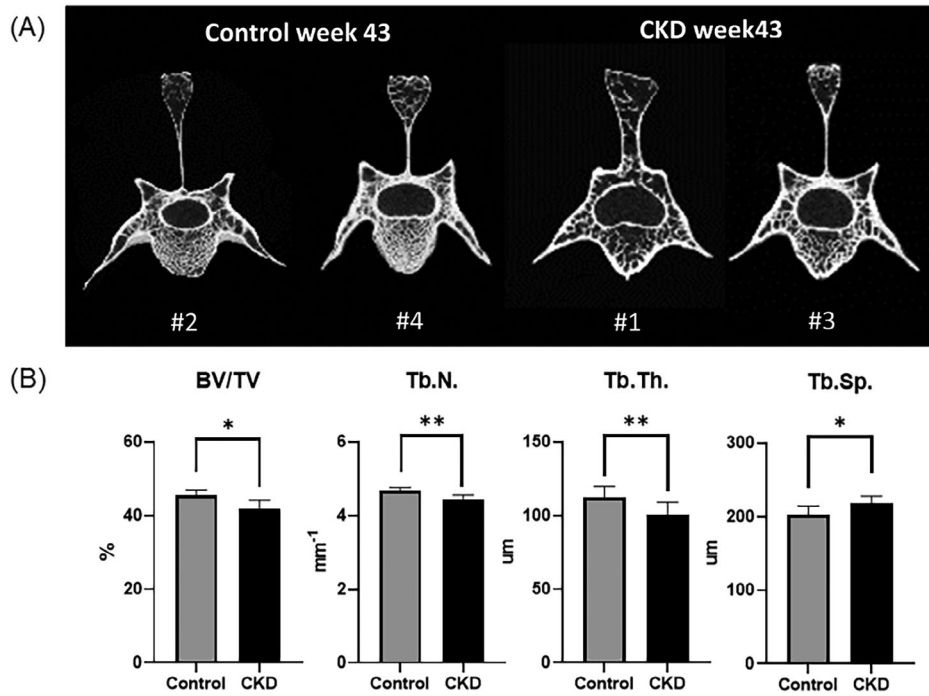 (A)
Control week 43 CKD week43
#2 #4 #1 #3
(B)
BV/TV Tb.N. Tb.Th. Tb.Sp.
* ** ** *
60 6 150 300
40 4 100 200
20 2 50 100
0 0 0 0
% mm-1 um um
Control CKD Control CKD Control CKD Control CKD